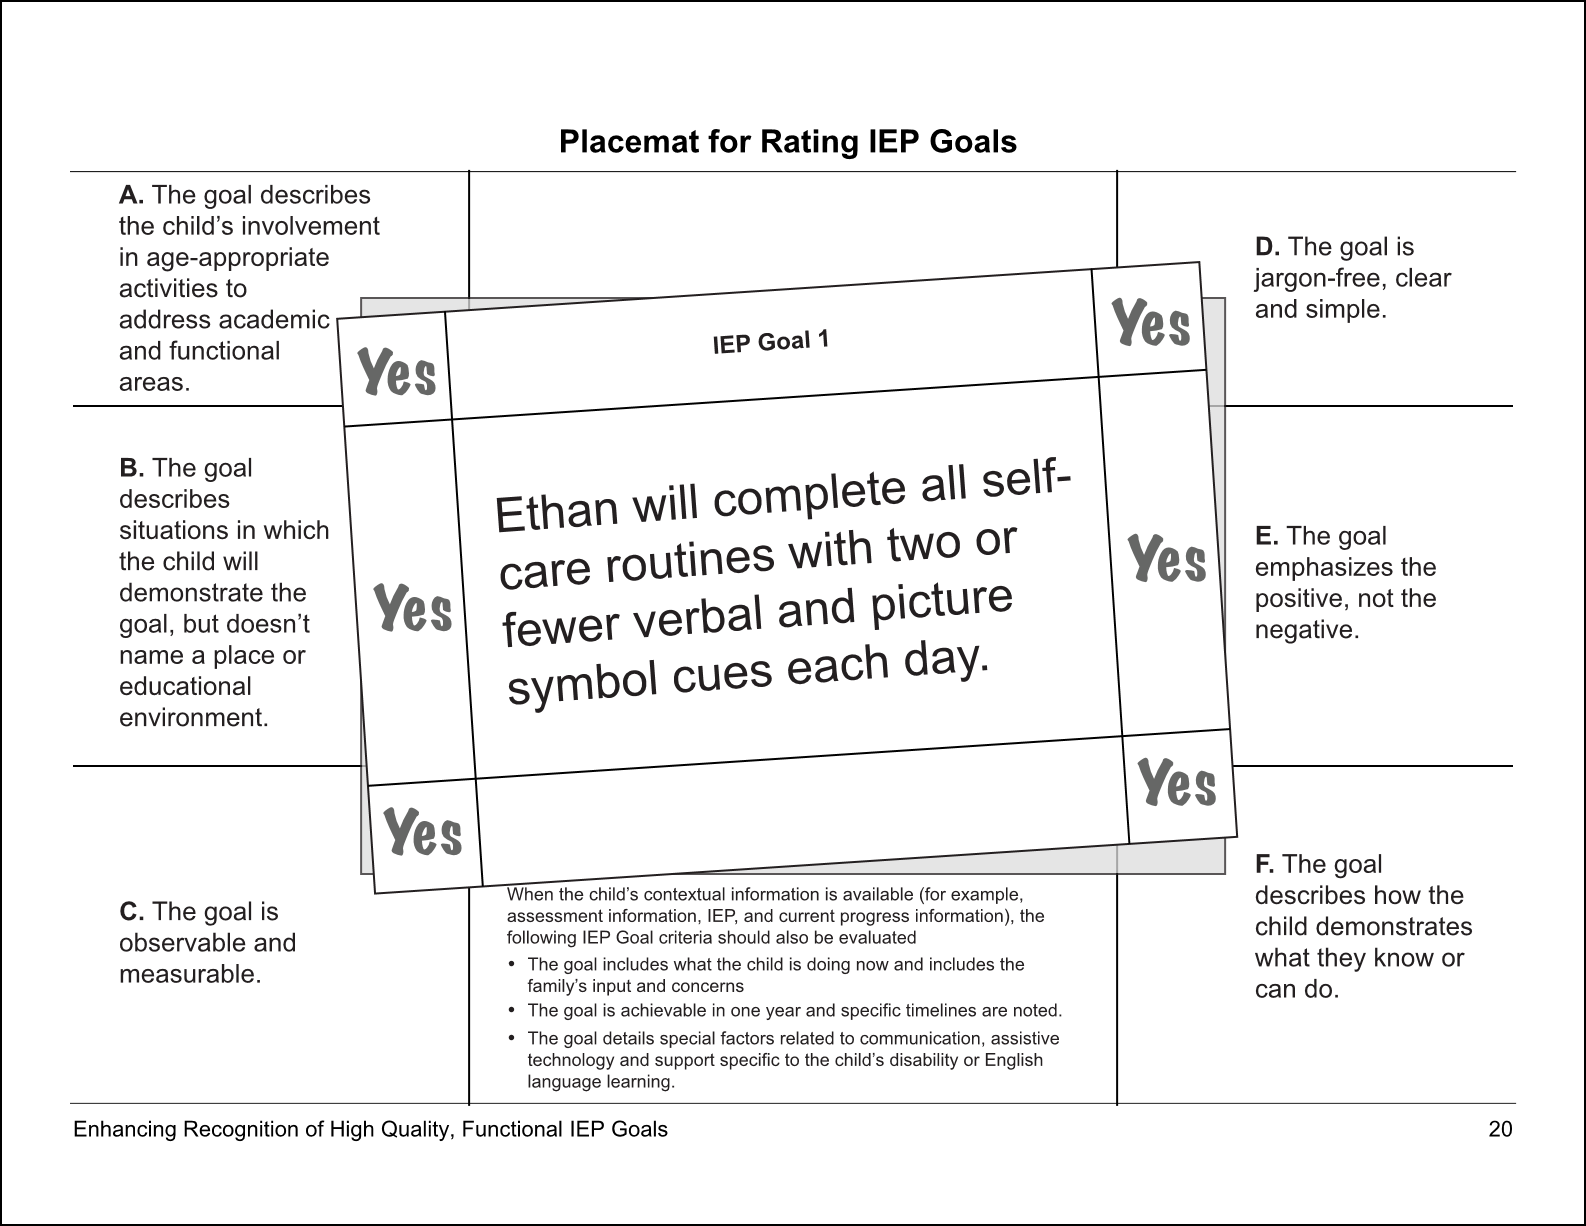 Placemat for Rating IEP Goals
A. The goal describes
the child’s involvement
in age-appropriate
activities to
address academic
and functional
areas.
B. The goal
describes
situations in which
the child will
demonstrate the
goal, but doesn’t
name a place or
educational
environment.
C. The goal is
observable and
measurable.
Yes
IEP Goal 1
Yes
Yes
Ethan will complete all self-
care routines with two or
fewer verbal and picture
symbol cues each day.
Yes
Yes
Yes
When the child’s contextual information is available (for example,
assessment information, IEP, and current progress information), the
following IEP Goal criteria should also be evaluated
• The goal includes what the child is doing now and includes the
family’s input and concerns
• The goal is achievable in one year and specific timelines are noted.
• The goal details special factors related to communication, assistive
technology and support specific to the child’s disability or English
language learning.
D. The goal is
jargon-free, clear
and simple.
E. The goal
emphasizes the
positive, not the
negative.
F. The goal
describes how the
child demonstrates
what they know or
can do.
Enhancing Recognition of High Quality, Functional IEP Goals
20